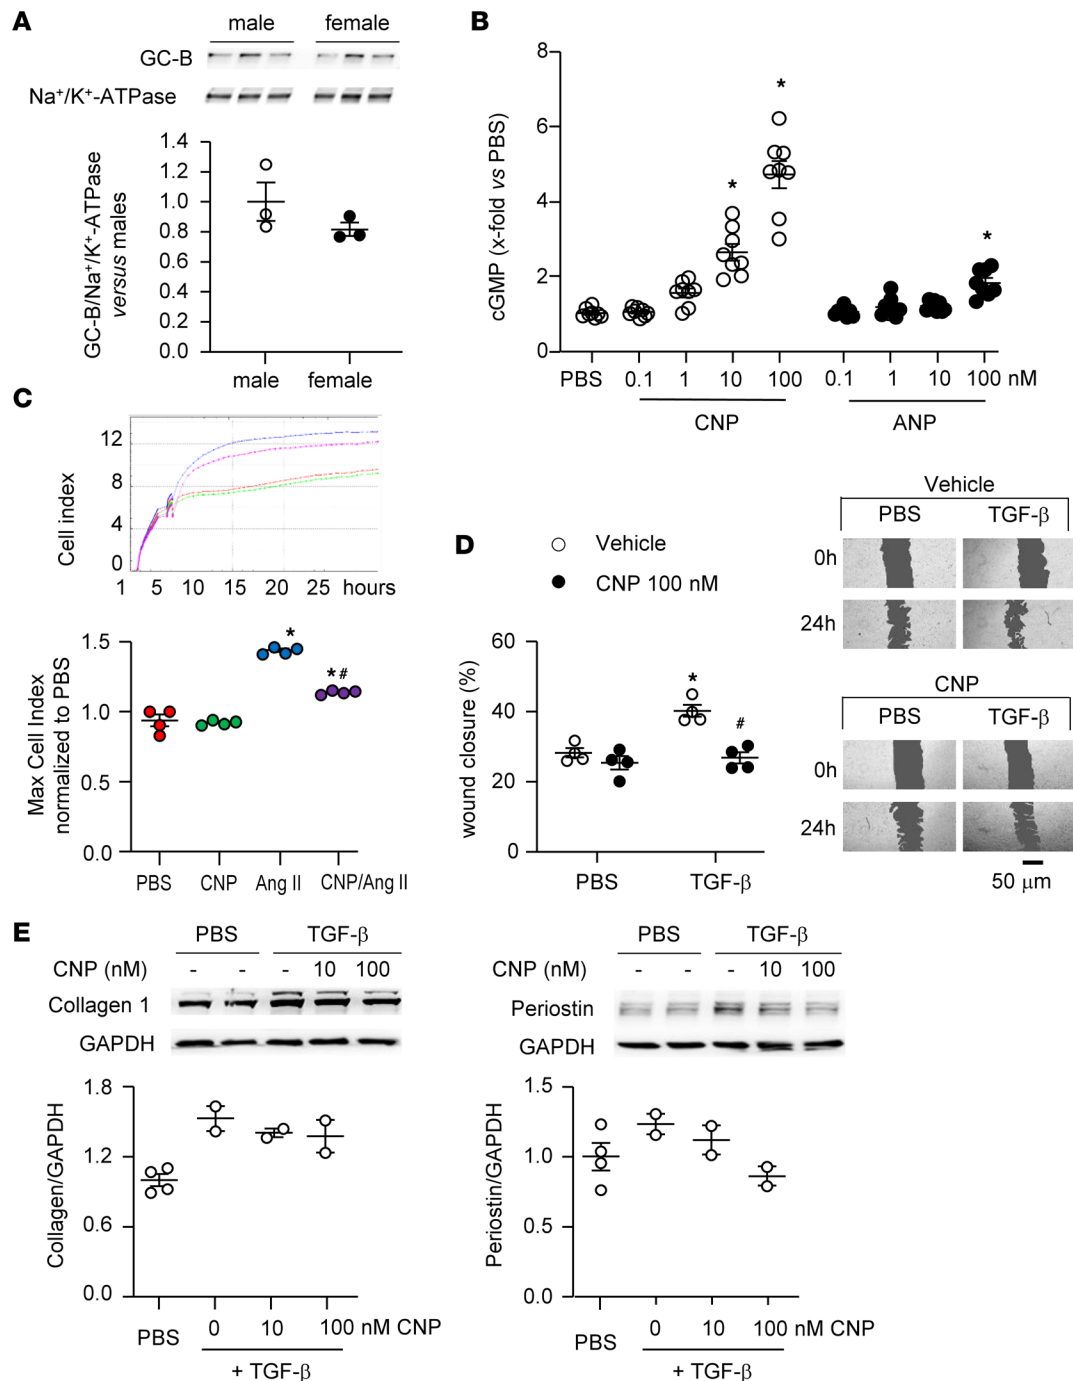 A
male female
GC-B
Na⁺/K⁺-ATPase
GC-B/Na⁺/K⁺-ATPase
versus males
1.4
1.2
1.0
0.8
0.6
0.4
0.2
0.0
male female
B
cGMP (x-fold vs PBS)
8
6
4
2
0
* * * *
PBS 0.1 1 10 100 0.1 1 10 100 nM
CNP ANP
C
Cell index
12
8
4
0
1 5 10 15 20 25 hours
Max Cell Index
normalized to PBS
1.5
1.0
0.5
0.0
*
* #
PBS CNP Ang II CNP/Ang II
D
Vehicle
CNP 100 nM
wound closure (%)
60
40
20
0
*
#
PBS TGF-β
Vehicle
PBS TGF-β
0h
24h
CNP
PBS TGF-β
0h
24h
50 µm
E
PBS TGF-β
CNP (nM) - - - 10 100
Collagen 1
GAPDH
Collagen/GAPDH
1.8
1.2
0.6
0.0
PBS 0 10 100 nM CNP
+ TGF-β
PBS TGF-β
CNP (nM) - - - 10 100
Periostin
GAPDH
Periostin/GAPDH
1.5
1.0
0.5
0.0
PBS 0 10 100 nM CNP
+ TGF-β